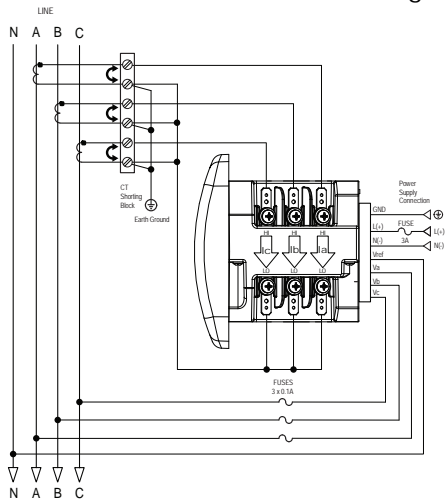 LINE
N A B C
CT
Shorting
Block
Earth Ground
Power
Supply
Connection
GND
L(+)
FUSE
L(+)
N(-)
3A
N(-)
Vref
Va
Vb
Vc
HI HI HI
Ic Ib Ia
LO LO LO
FUSES
3 x 0.1A
N A B C